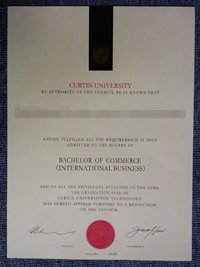 CURTIN UNIVERSITY
BY AUTHORITY OF THE COUNCIL BE IT KNOWN THAT
HAVING FULFILLED ALL THE REQUIREMENTS IS HERE
ADMITTED TO THE DEGREE OF
BACHELOR OF COMMERCE
(INTERNATIONAL BUSINESS)
AND TO ALL THE PRIVILEGES ATTACHED TO THE SAME.
THE GRADUATION SEAL OF
CURTIN UNIVERSITY OF TECHNOLOGY
WAS HERETO AFFIXED PURSUANT TO A RESOLUTION
OF THE COUNCIL.